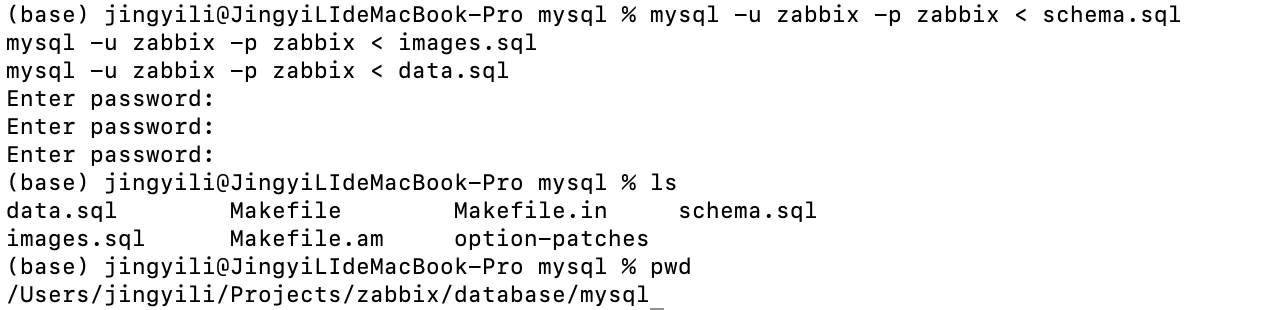 (base) jingyili@JingyiLIdeMacBook-Pro mysql % mysql -u zabbix -p zabbix < schema.sql
mysql -u zabbix -p zabbix < images.sql
mysql -u zabbix -p zabbix < data.sql
Enter password:
Enter password:
Enter password:
(base) jingyili@JingyiLIdeMacBook-Pro mysql % ls
data.sql        Makefile        Makefile.in     schema.sql
images.sql      Makefile.am     option-patches
(base) jingyili@JingyiLIdeMacBook-Pro mysql % pwd
/Users/jingyili/Projects/zabbix/database/mysql_